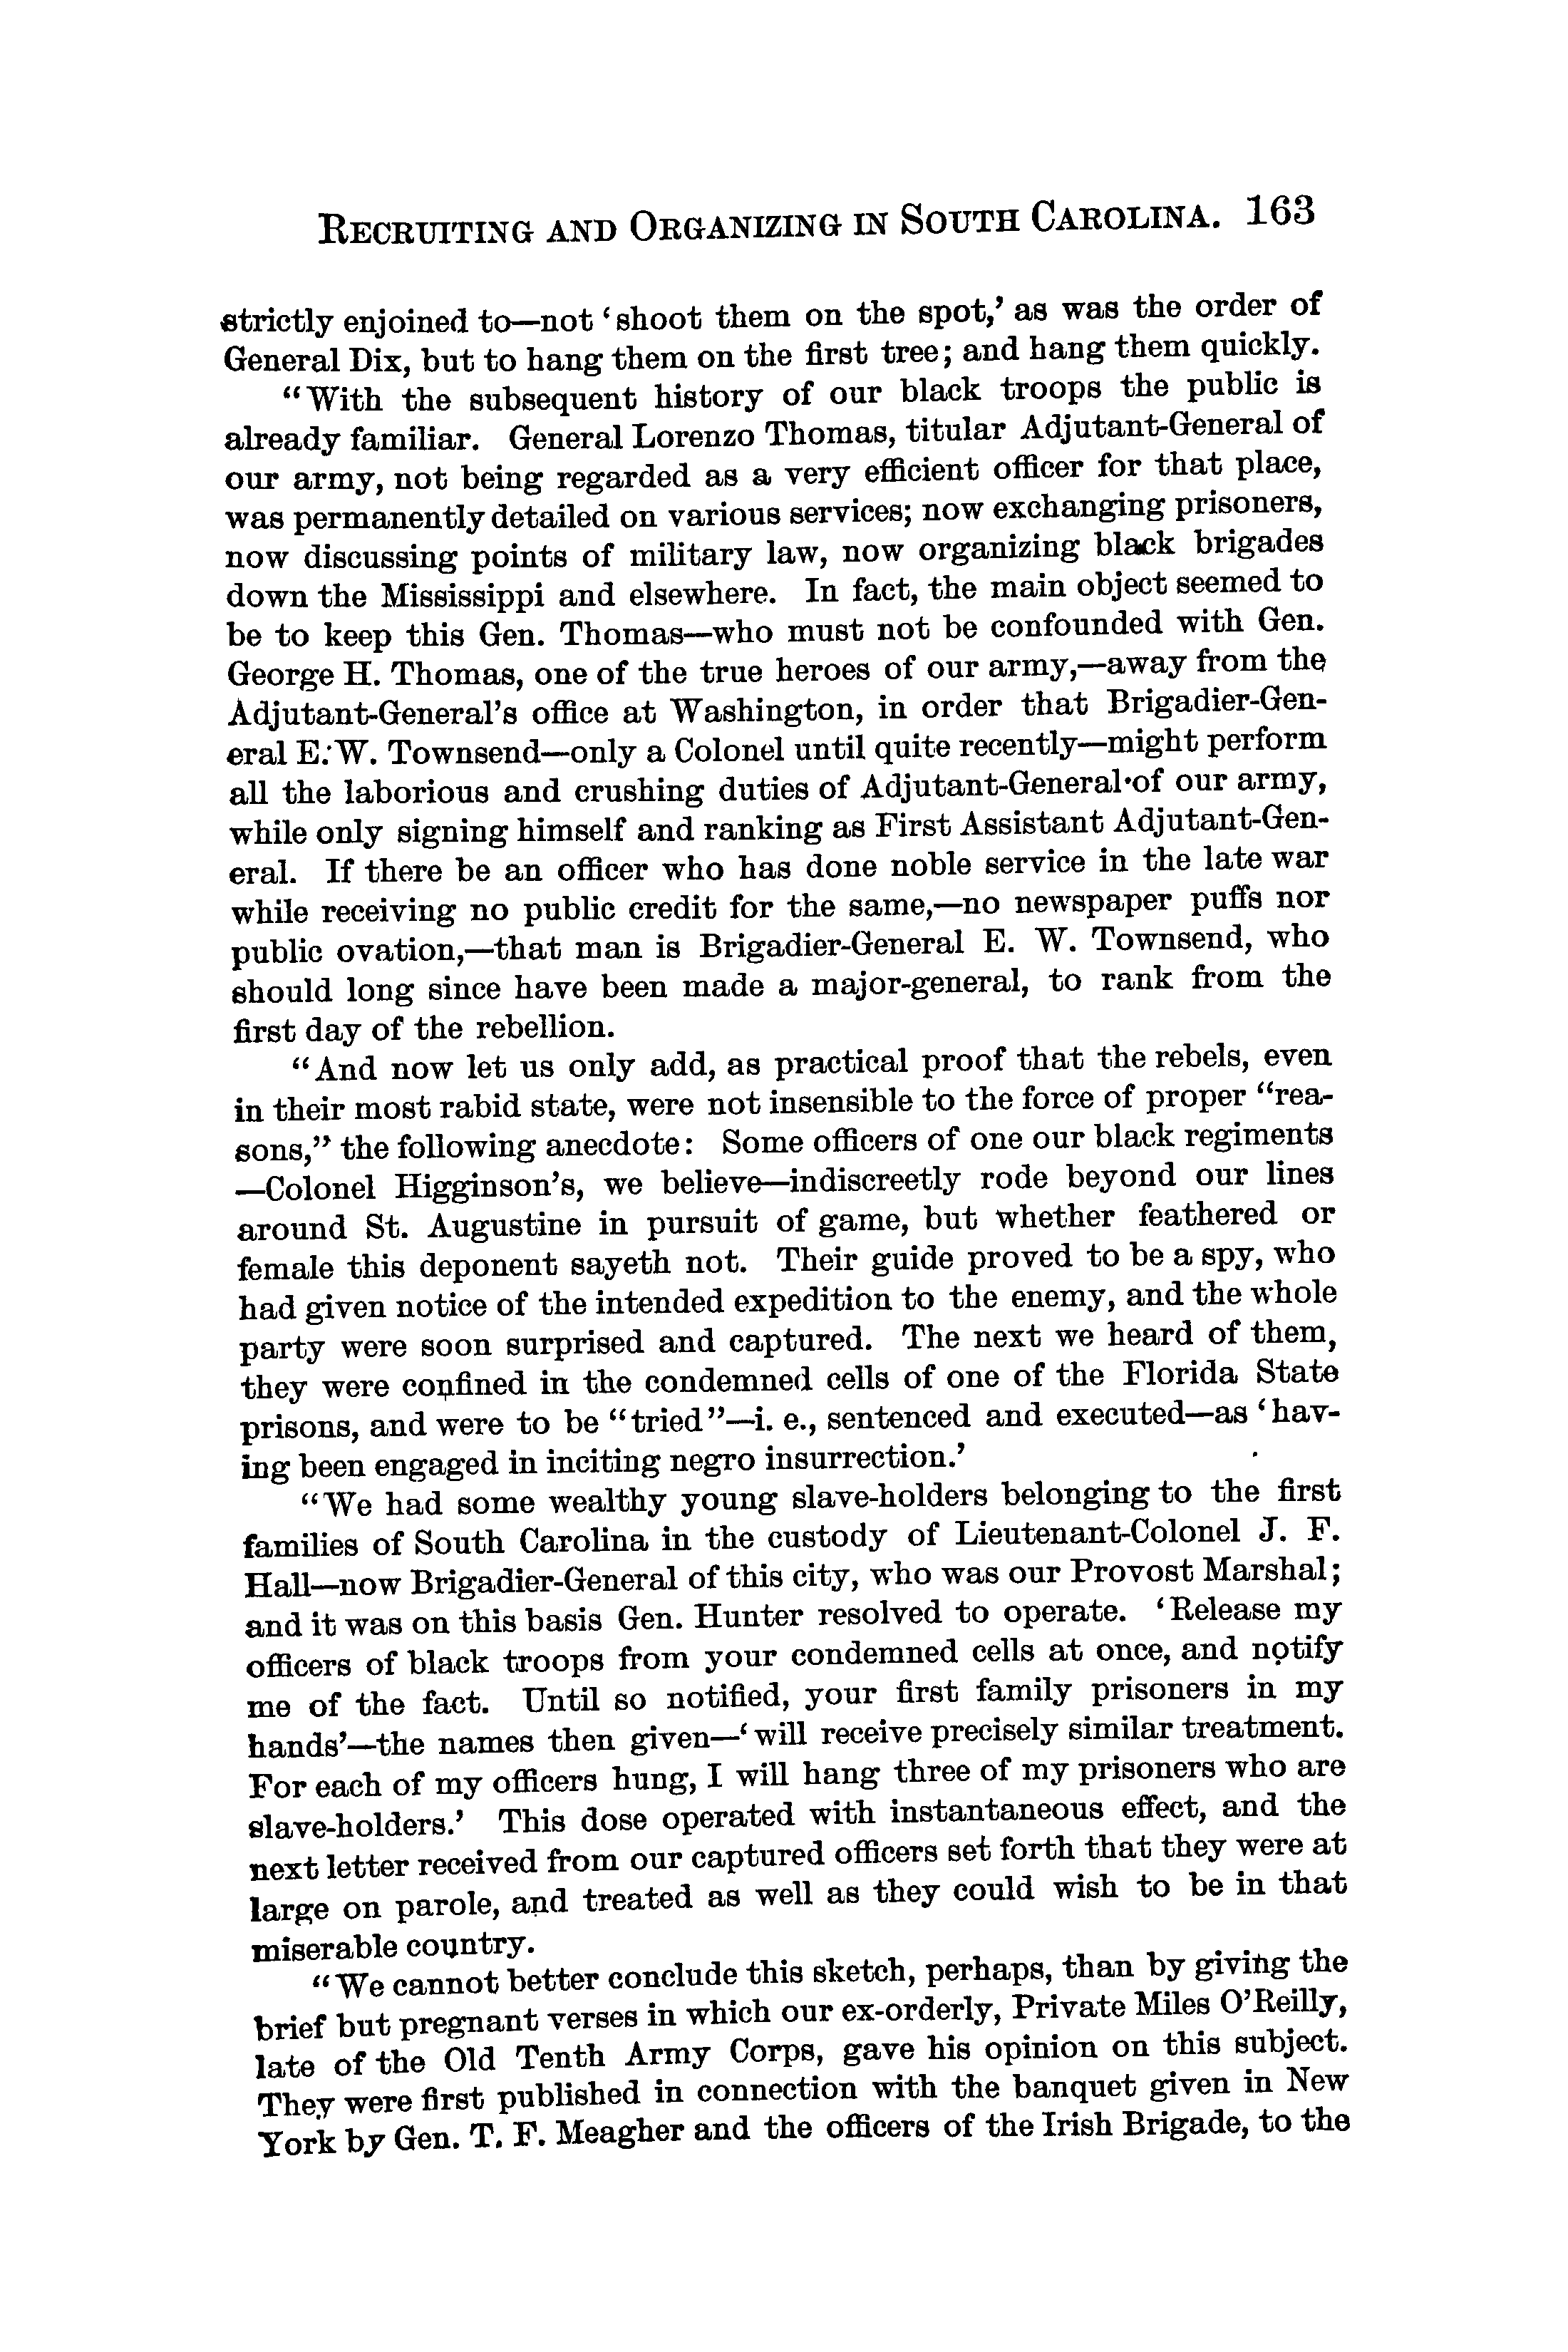 RECRUITING AND ORGANIZING IN SOUTH CAROLINA. 163
strictly enjoined to—not ‘shoot them on the spot,’ as was the order of
General Dix, but to hang them on the first tree; and hang them quickly.
“With the subsequent history of our black troops the public is
already familiar. General Lorenzo Thomas, titular Adjutant-General of
our army, not being regarded as a very efficient officer for that place,
was permanently detailed on various services; now exchanging prisoners,
now discussing points of military law, now organizing black brigades
down the Mississippi and elsewhere. In fact, the main object seemed to
be to keep this Gen. Thomas—who must not be confounded with Gen.
George H. Thomas, one of the true heroes of our army,—away from the
Adjutant-General’s office at Washington, in order that Brigadier-Gen-
eral E. W. Townsend—only a Colonel until quite recently—might perform
all the laborious and crushing duties of Adjutant-General of our army,
while only signing himself and ranking as First Assistant Adjutant-Gen-
eral. If there be an officer who has done noble service in the late war
while receiving no public credit for the same,—no newspaper puffs nor
public ovation,—that man is Brigadier-General E. W. Townsend, who
should long since have been made a major-general, to rank from the
first day of the rebellion.
“And now let us only add, as practical proof that the rebels, even
in their most rabid state, were not insensible to the force of proper “rea-
sons,” the following anecdote: Some officers of one our black regiments
—Colonel Higginson’s, we believe—indiscreetly rode beyond our lines
around St. Augustine in pursuit of game, but whether feathered or
female this deponent sayeth not. Their guide proved to be a spy, who
had given notice of the intended expedition to the enemy, and the whole
party were soon surprised and captured. The next we heard of them,
they were confined in the condemned cells of one of the Florida State
prisons, and were to be “tried”—i. e., sentenced and executed—as ‘hav-
ing been engaged in inciting negro insurrection.’
“We had some wealthy young slave-holders belonging to the first
families of South Carolina in the custody of Lieutenant-Colonel J. F.
Hall—now Brigadier-General of this city, who was our Provost Marshal;
and it was on this basis Gen. Hunter resolved to operate. ‘Release my
officers of black troops from your condemned cells at once, and notify
me of the fact. Until so notified, your first family prisoners in my
hands’—the names then given—‘will receive precisely similar treatment.
For each of my officers hung, I will hang three of my prisoners who are
slave-holders.’ This dose operated with instantaneous effect, and the
next letter received from our captured officers set forth that they were at
large on parole, and treated as well as they could wish to be in that
miserable country.
“We cannot better conclude this sketch, perhaps, than by giving the
brief but pregnant verses in which our ex-orderly, Private Miles O’Reilly,
late of the Old Tenth Army Corps, gave his opinion on this subject.
They were first published in connection with the banquet given in New
York by Gen. T. F. Meagher and the officers of the Irish Brigade, to the